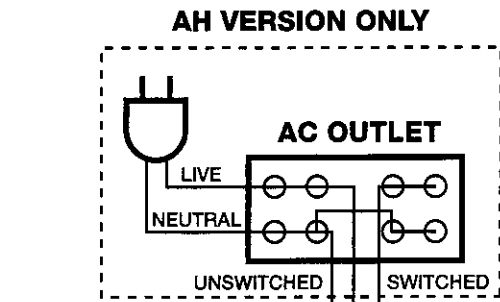 AH VERSION ONLY
AC OUTLET
LIVE
NEUTRAL
UNSWITCHED SWITCHED